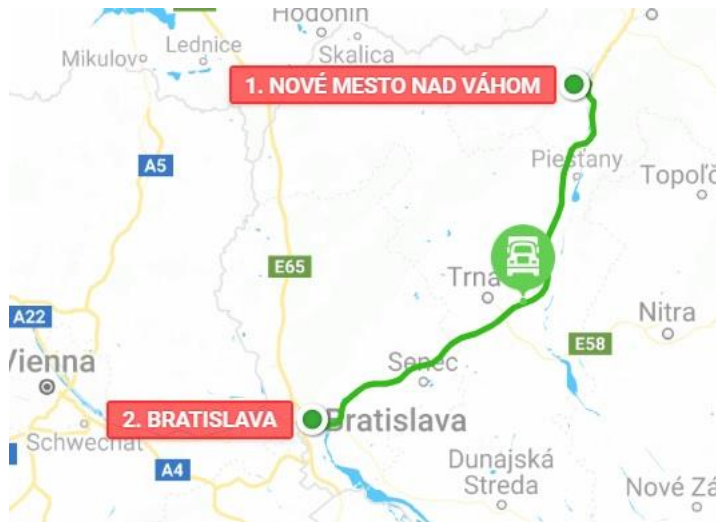 Hodonín
Mikulov
Lednice
Skalica
1. NOVÉ MESTO NAD VÁHOM
A5
Piešťany
Topoľč
E65
Trna
A22
Nitra
E58
Vienna
Senec
2. BRATISLAVA
Bratislava
Schwechat
A4
Dunajská
Streda
Nové Zá